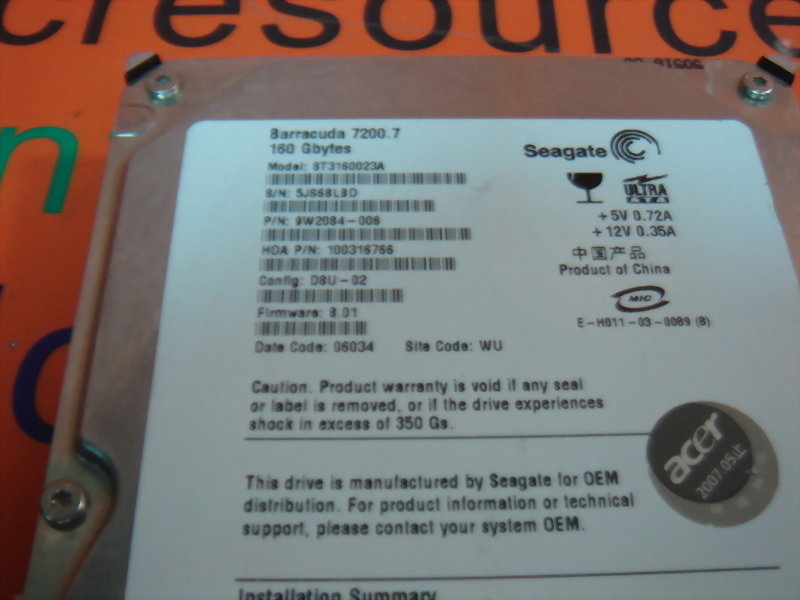 cresource
Barracuda 7200.7
160 Gbytes
Model: ST3160023A
S/N: 5JS68L8D
P/N: 9W2084-006
HDA P/N: 100316766
Config: D8U-02
Firmware: 8.01
Date Code: 06034 Site Code: WU
Seagate
ULTRA
ATA
+5V 0.72A
+12V 0.35A
中国产品
Product of China
MIC
E-H011-03-0089 (B)
Caution. Product warranty is void if any seal
or label is removed, or if the drive experiences
shock in excess of 350 Gs.
acer
2007.05止
This drive is manufactured by Seagate for OEM
distribution. For product information or technical
support, please contact your system OEM.
Installation Summary